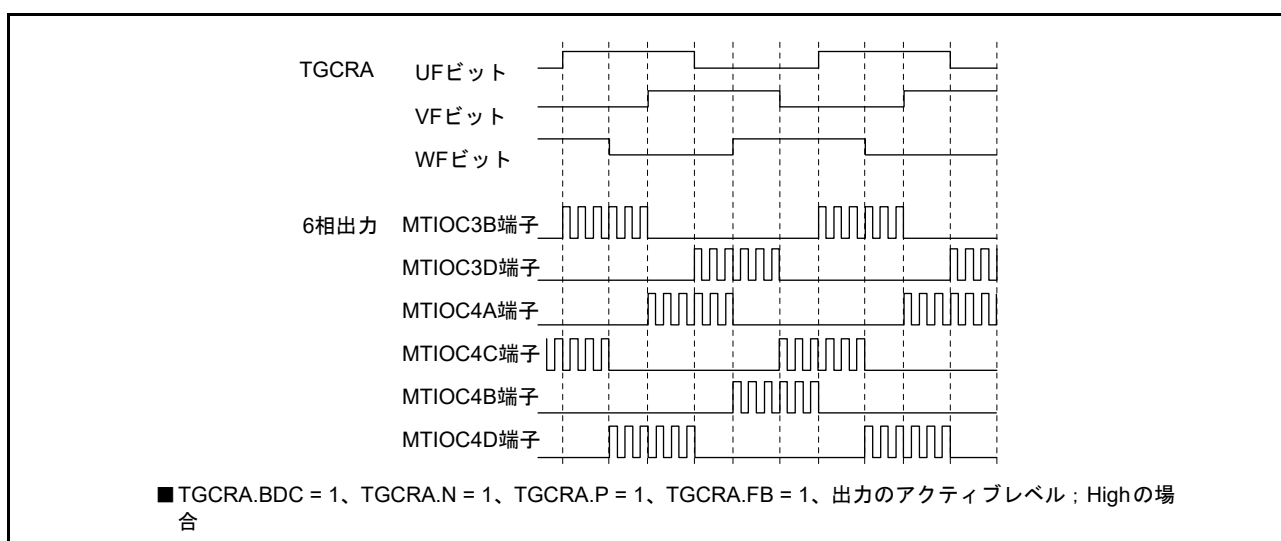 TGCRA UFビット
VFビット
WFビット
6相出力 MTIOC3B端子
MTIOC3D端子
MTIOC4A端子
MTIOC4C端子
MTIOC4B端子
MTIOC4D端子
■TGCRA.BDC = 1、TGCRA.N = 1、TGCRA.P = 1、TGCRA.FB = 1、出力のアクティブレベル ; Highの場
合